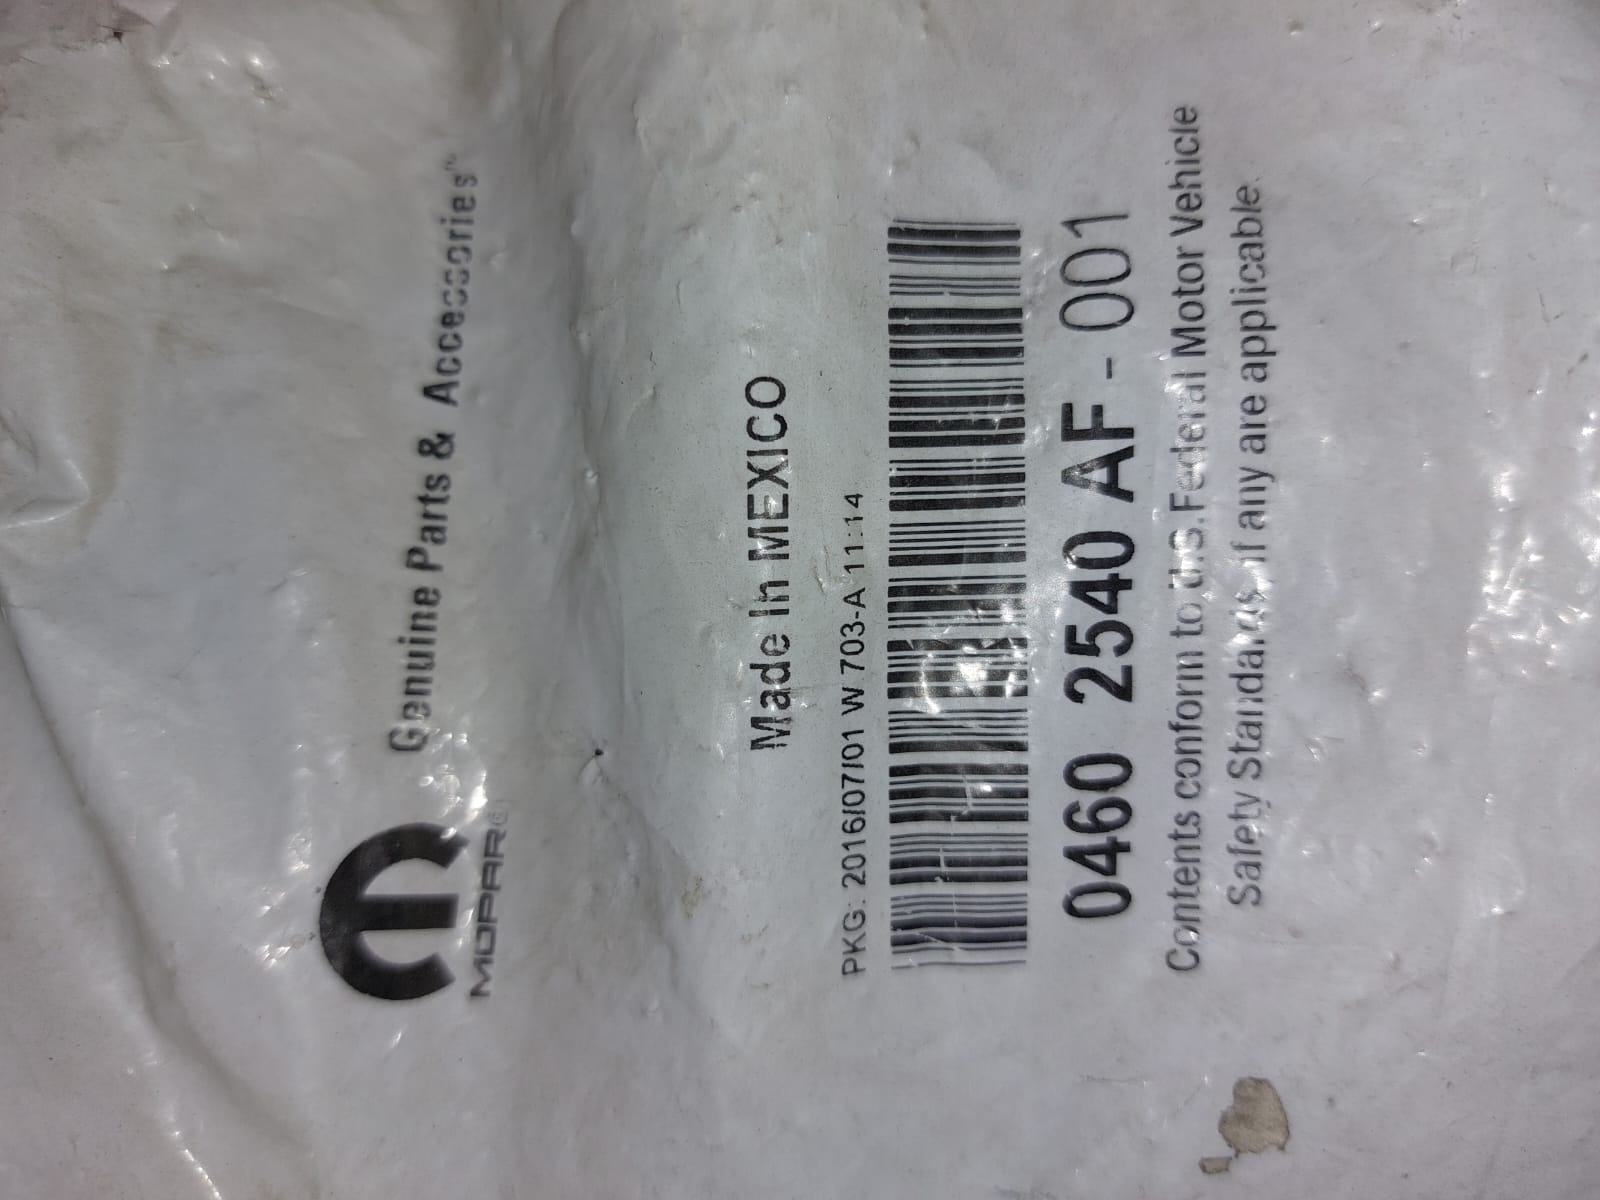 Genuine Parts & Accessories™
MOPAR®
Made In MEXICO
PKG: 2016/07/01 W 703-A 11:14
0460 2540 AF - 001
Contents conform to U.S. Federal Motor Vehicle
Safety Standards, if any are applicable.